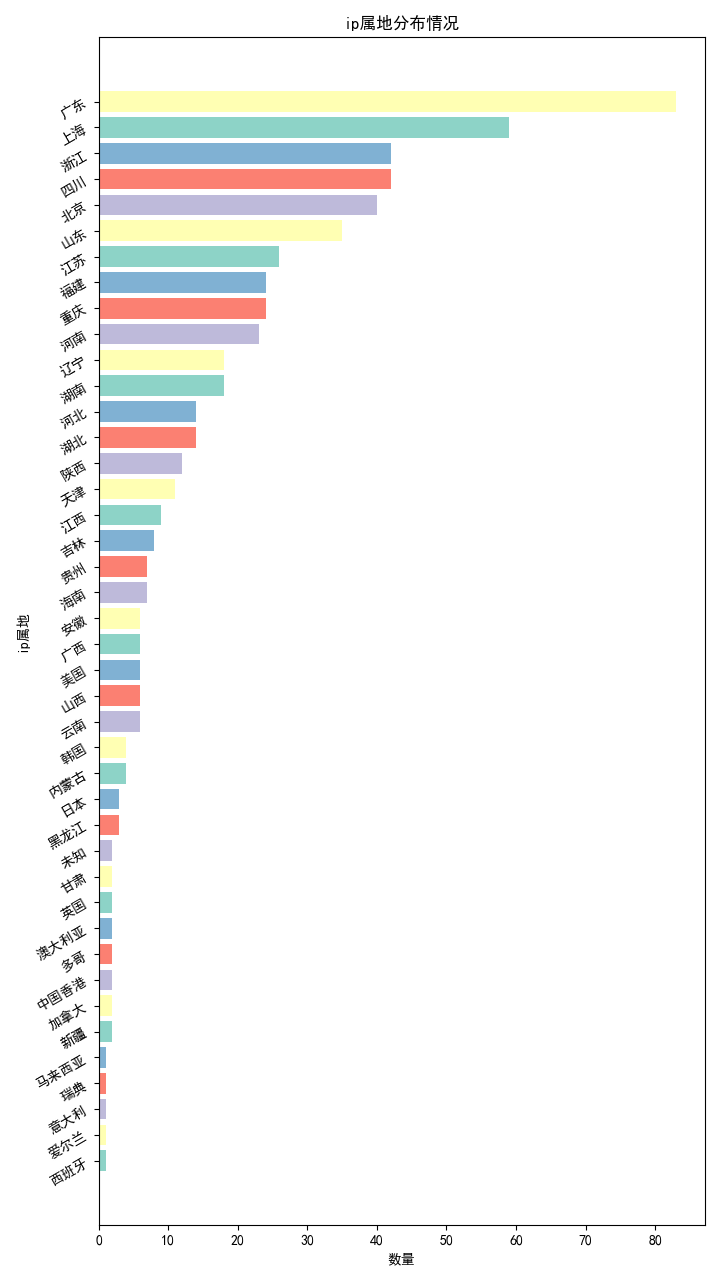 ip属地分布情况
广东
上海
浙江
四川
北京
山东
江苏
福建
重庆
河南
辽宁
湖南
河北
湖北
陕西
天津
江西
吉林
贵州
海南
安徽
广西
美国
山西
云南
韩国
内蒙古
日本
黑龙江
未知
甘肃
英国
澳大利亚
多哥
中国香港
加拿大
新疆
马来西亚
瑞典
意大利
爱尔兰
西班牙
ip属地
0 10 20 30 40 50 60 70 80
数量